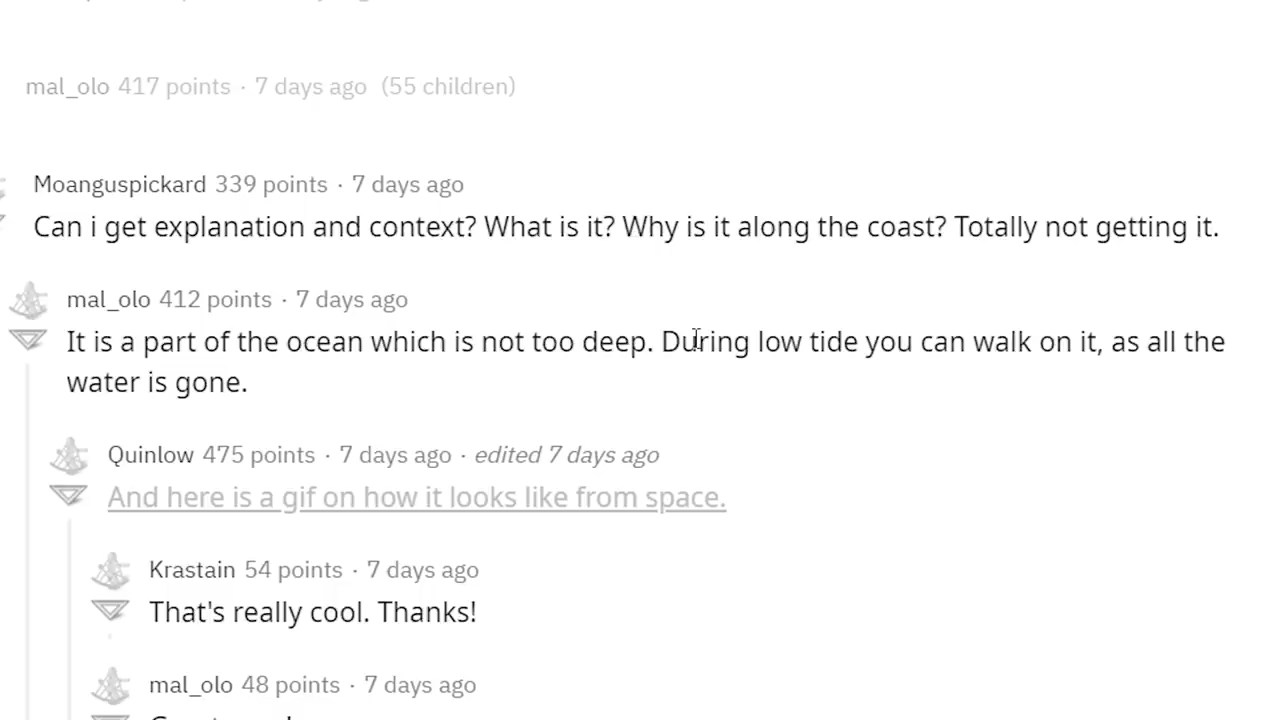 mal_olo 417 points · 7 days ago (55 children)
Moanguspickard 339 points · 7 days ago
Can i get explanation and context? What is it? Why is it along the coast? Totally not getting it.
mal_olo 412 points · 7 days ago
It is a part of the ocean which is not too deep. During low tide you can walk on it, as all the
water is gone.
Quinlow 475 points · 7 days ago · edited 7 days ago
And here is a gif on how it looks like from space.
Krastain 54 points · 7 days ago
That's really cool. Thanks!
mal_olo 48 points · 7 days ago